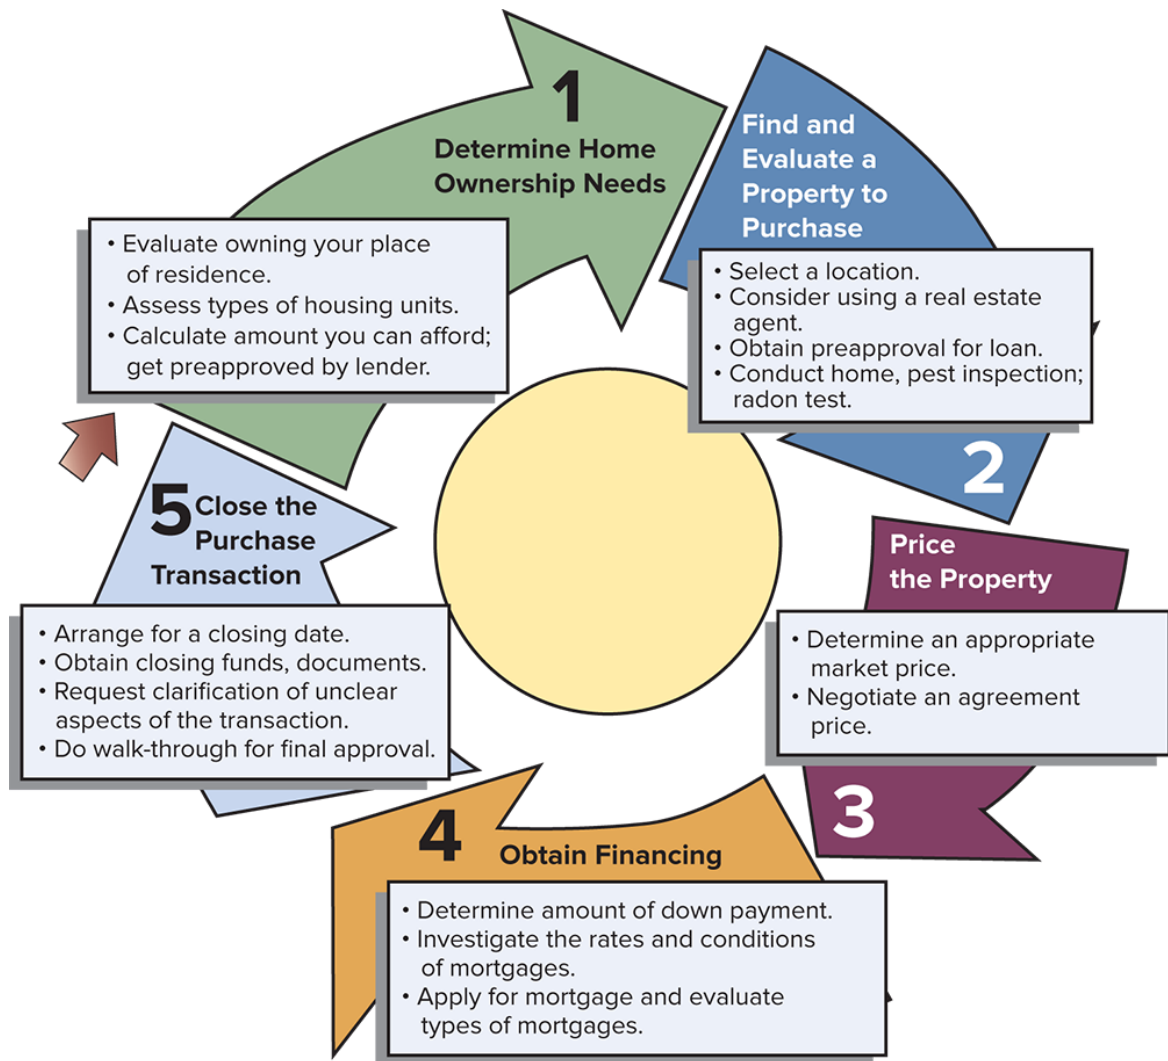 1
Determine Home
Ownership Needs
• Evaluate owning your place
of residence.
• Assess types of housing units.
• Calculate amount you can afford;
get preapproved by lender.
Find and
Evaluate a
Property to
Purchase
• Select a location.
• Consider using a real estate
agent.
• Obtain preapproval for loan.
• Conduct home, pest inspection;
radon test.
2
Price
the Property
• Determine an appropriate
market price.
• Negotiate an agreement
price.
3
4
Obtain Financing
• Determine amount of down payment.
• Investigate the rates and conditions
of mortgages.
• Apply for mortgage and evaluate
types of mortgages.
5 Close the
Purchase
Transaction
• Arrange for a closing date.
• Obtain closing funds, documents.
• Request clarification of unclear
aspects of the transaction.
• Do walk-through for final approval.